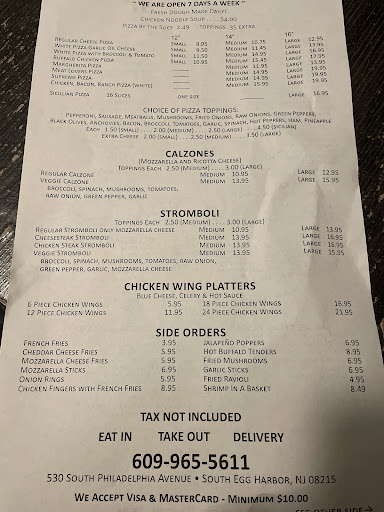 " WE ARE OPEN 7 DAYS A WEEK "
FRESH DOUGH MADE DAILY!
CHICKEN NOODLE SOUP $4.00
PIZZA BY THE SLICE 2.49 TOPPINGS .85 EXTRA
12" 14" 16"
REGULAR CHEESE PIZZA SMALL 8.95 MEDIUM 10.75 LARGE 12.95
WHITE PIZZA GARLIC OIL CHEESE SMALL MEDIUM 11.45 LARGE
WHITE PIZZA WITH BROCCOLI & TOMATO SMALL 11.50 MEDIUM LARGE
BUFFALO CHICKEN PIZZA SMALL 10.95 MEDIUM LARGE
MARGHERITA PIZZA MEDIUM LARGE
MEAT LOVERS PIZZA MEDIUM 14.95 LARGE 19.95
SUPREME PIZZA MEDIUM 14.95 LARGE 19.95
CHICKEN, BACON, RANCH PIZZA (WHITE) MEDIUM 14.95 LARGE 19.95
SICILIAN PIZZA 16 SLICES ONE SIZE LARGE 16.95
CHOICE OF PIZZA TOPPINGS:
PEPPERONI, SAUSAGE, MEATBALLS, MUSHROOMS, FRIED ONIONS, RAW ONIONS, GREEN PEPPERS,
BLACK OLIVES, ANCHOVIES, BACON, BROCCOLI, TOMATOES, GARLIC, SPINACH, HOT PEPPERS, HAM, PINEAPPLE
EACH 1.50 (SMALL) .... 2.00 (MEDIUM) ..... 2.50 (LARGE) ..... 4.50 (SICILIAN)
EXTRA CHEESE 2.00 (SMALL) .... 2.50 (MEDIUM) .... 3.50 (LARGE)
CALZONES
(MOZZARELLA AND RICOTTA CHEESE)
TOPPINGS EACH 2.50 (MEDIUM) .... 3.00 (LARGE)
REGULAR CALZONE MEDIUM 10.95 LARGE 12.95
VEGGIE CALZONE MEDIUM 13.95 LARGE 15.95
BROCCOLI, SPINACH, MUSHROOMS, TOMATOES,
RAW ONION, GREEN PEPPER, GARLIC
STROMBOLI
TOPPINGS EACH 2.50 (MEDIUM) ..... 3.00 (LARGE)
REGULAR STROMBOLI ONLY MOZZARELLA CHEESE MEDIUM 10.95 LARGE 13.95
CHEESESTEAK STROMBOLI MEDIUM 13.95 LARGE 16.95
CHICKEN STEAK STROMBOLI MEDIUM 13.95 LARGE 16.95
VEGGIE STROMBOLI MEDIUM 13.95 LARGE 15.95
BROCCOLI, SPINACH, MUSHROOMS, TOMATOES, RAW ONION,
GREEN PEPPER, GARLIC, MOZZARELLA CHEESE
CHICKEN WING PLATTERS
BLUE CHEESE, CELERY & HOT SAUCE
6 PIECE CHICKEN WINGS 5.95 18 PIECE CHICKEN WINGS 16.95
12 PIECE CHICKEN WINGS 11.95 24 PIECE CHICKEN WINGS 21.95
SIDE ORDERS
FRENCH FRIES 3.95 JALAPEÑO POPPERS 6.95
CHEDDAR CHEESE FRIES 5.95 HOT BUFFALO TENDERS 8.95
MOZZARELLA CHEESE FRIES 5.95 FRIED MUSHROOMS 6.95
MOZZARELLA STICKS 6.95 GARLIC STICKS 6.95
ONION RINGS 5.95 FRIED RAVIOLI 4.95
CHICKEN FINGERS WITH FRENCH FRIES 8.95 SHRIMP IN A BASKET 8.49
TAX NOT INCLUDED
EAT IN TAKE OUT DELIVERY
609-965-5611
530 SOUTH PHILADELPHIA AVENUE • SOUTH EGG HARBOR, NJ 08215
WE ACCEPT VISA & MASTERCARD - MINIMUM $10.00
SEE OTHER SIDE →